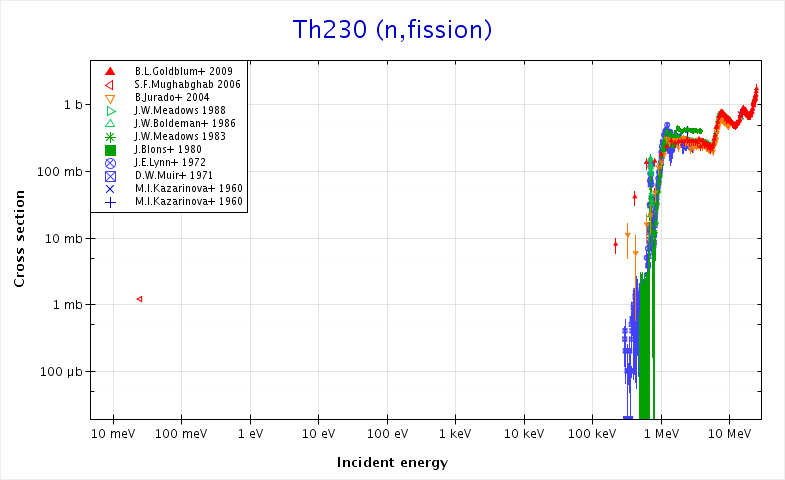 Th230 (n,fission)
B.L.Goldblum+ 2009
S.F.Mughabghab 2006
B.Jurado+ 2004
J.W.Meadows 1988
J.W.Boldeman+ 1986
J.W.Meadows 1983
J.Blons+ 1980
J.E.Lynn+ 1972
D.W.Muir+ 1971
M.I.Kazarinova+ 1960
M.I.Kazarinova+ 1960
1 b
100 mb
10 mb
1 mb
100 µb
Cross section
10 meV 100 meV 1 eV 10 eV 100 eV 1 keV 10 keV 100 keV 1 MeV 10 MeV
Incident energy